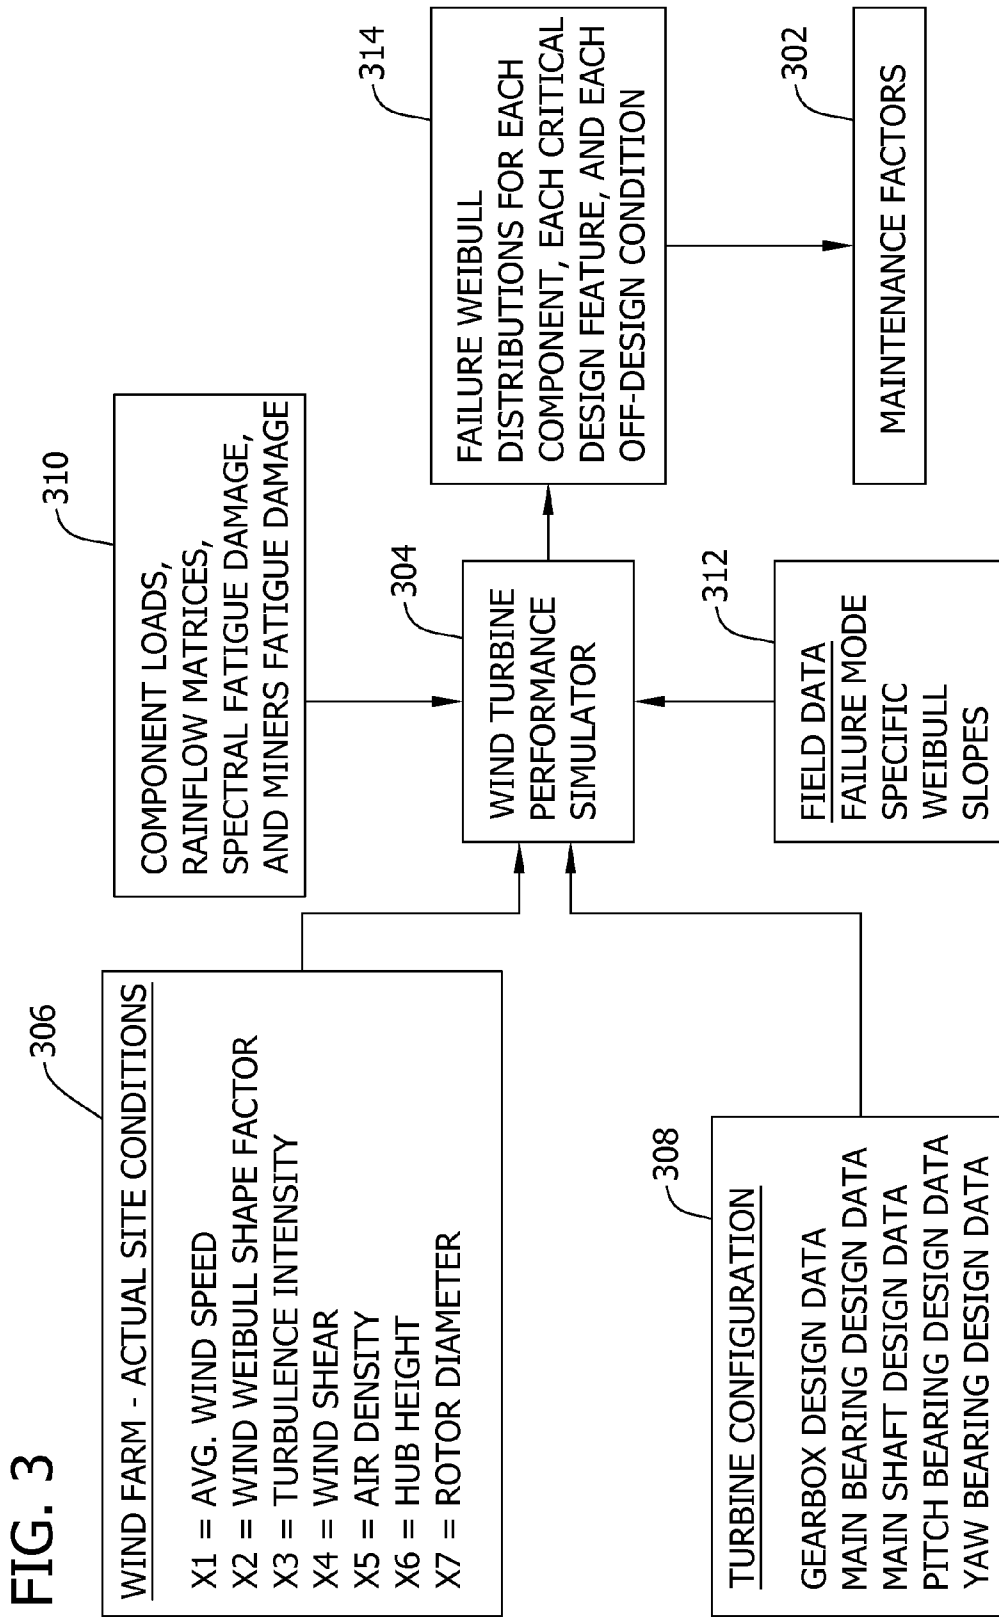 FIG. 3
306
WIND FARM - ACTUAL SITE CONDITIONS
X1 = AVG. WIND SPEED
X2 = WIND WEIBULL SHAPE FACTOR
X3 = TURBULENCE INTENSITY
X4 = WIND SHEAR
X5 = AIR DENSITY
X6 = HUB HEIGHT
X7 = ROTOR DIAMETER
308
TURBINE CONFIGURATION
GEARBOX DESIGN DATA
MAIN BEARING DESIGN DATA
MAIN SHAFT DESIGN DATA
PITCH BEARING DESIGN DATA
YAW BEARING DESIGN DATA
310
COMPONENT LOADS,
RAINFLOW MATRICES,
SPECTRAL FATIGUE DAMAGE,
AND MINERS FATIGUE DAMAGE
304
WIND TURBINE
PERFORMANCE
SIMULATOR
312
FIELD DATA
FAILURE MODE
SPECIFIC
WEIBULL
SLOPES
314
FAILURE WEIBULL
DISTRIBUTIONS FOR EACH
COMPONENT, EACH CRITICAL
DESIGN FEATURE, AND EACH
OFF-DESIGN CONDITION
302
MAINTENANCE FACTORS